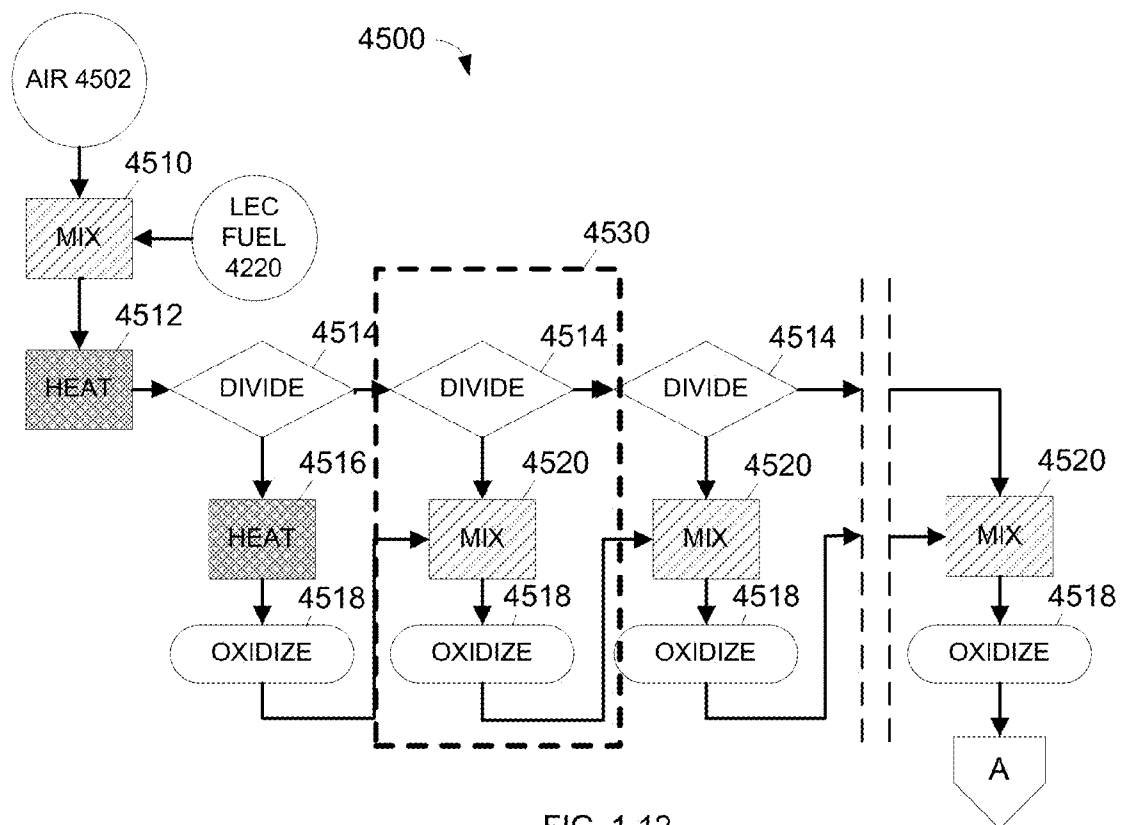 4500
AIR 4502
4510
MIX
LEC
FUEL
4220
4530
4512
HEAT
4514
DIVIDE
4514
DIVIDE
4514
DIVIDE
4516
HEAT
4520
MIX
4520
MIX
4520
MIX
4518
OXIDIZE
4518
OXIDIZE
4518
OXIDIZE
4518
OXIDIZE
A